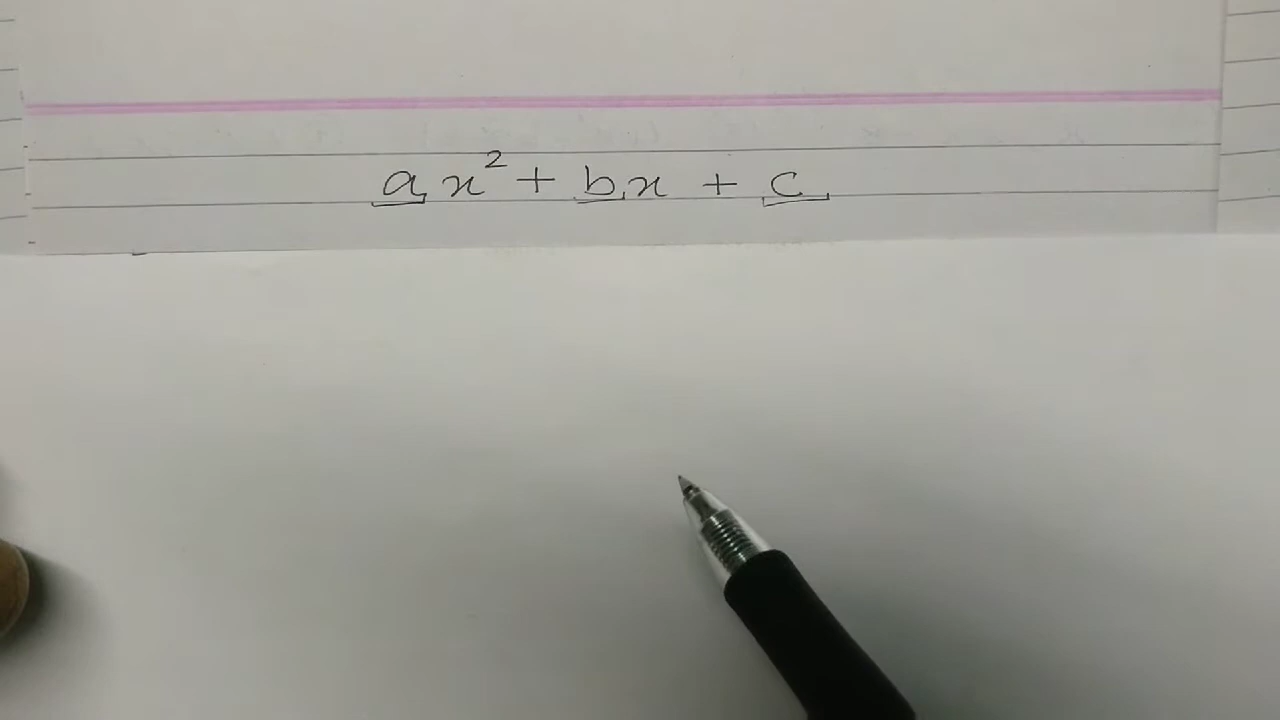 ax² + bx + c